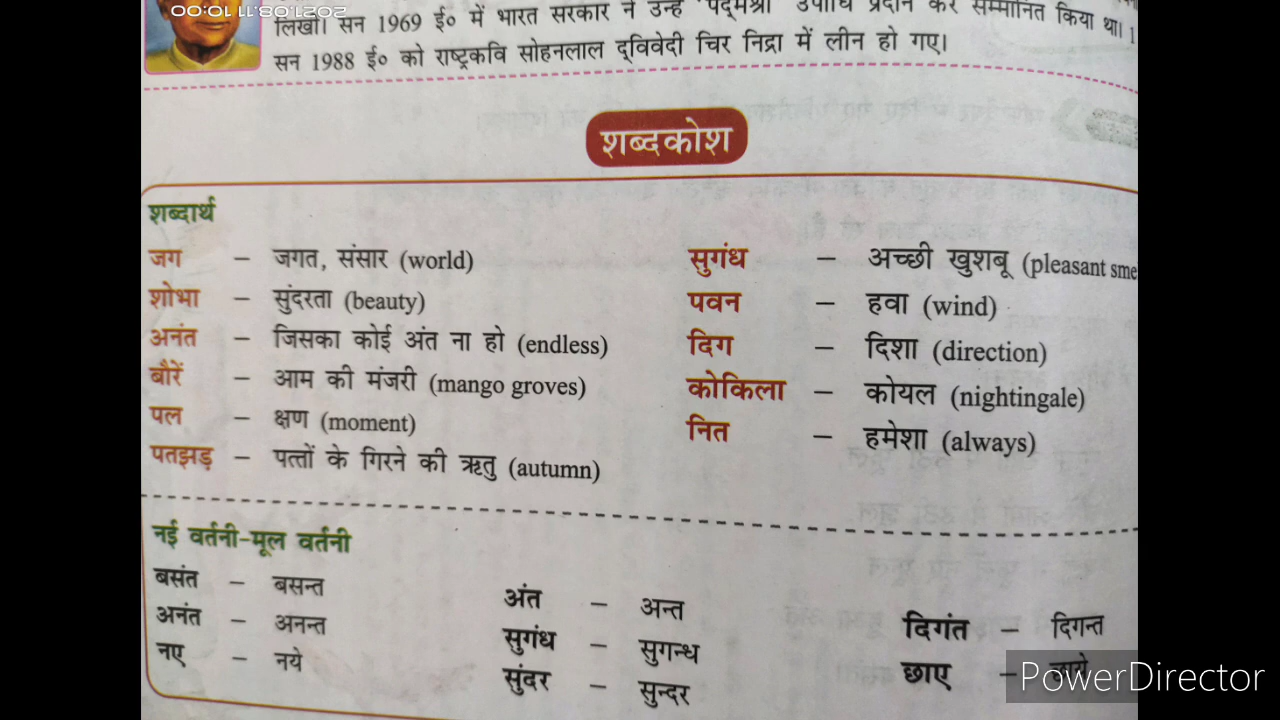 लिखीं। सन 1969 ई० में भारत सरकार ने उन्हें 'पद्मश्री' उपाधि प्रदान कर सम्मानित किया था। 1
सन 1988 ई० को राष्ट्रकवि सोहनलाल द्विवेदी चिर निद्रा में लीन हो गए।
शब्दकोश
शब्दार्थ
जग – जगत, संसार (world)
शोभा – सुंदरता (beauty)
अनंत – जिसका कोई अंत ना हो (endless)
बौरें – आम की मंजरी (mango groves)
पल – क्षण (moment)
पतझड़ – पत्तों के गिरने की ऋतु (autumn)
सुगंध – अच्छी खुशबू (pleasant sme
पवन – हवा (wind)
दिग – दिशा (direction)
कोकिला – कोयल (nightingale)
नित – हमेशा (always)
नई वर्तनी-मूल वर्तनी
बसंत – बसन्त
अनंत – अनन्त
नए – नये
अंत – अन्त
सुगंध – सुगन्ध
सुंदर – सुन्दर
दिगंत – दिगन्त
छाए –
PowerDirector